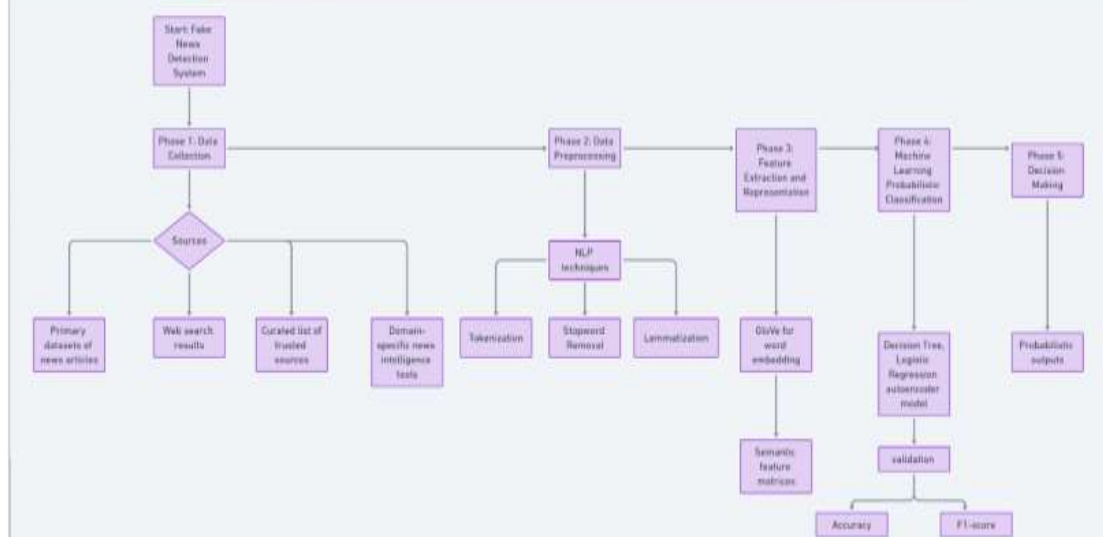 Start: Fake
News
Detection
System
Phase 1: Data
Collection
Phase 2: Data
Preprocessing
Phase 3:
Feature
Extraction and
Representation
Phase 4:
Machine
Learning
Probabilistic
Classification
Phase 5:
Decision
Making
Sources
NLP
techniques
Primary
datasets of
news articles
Web search
results
Curated list of
trusted
sources
Domain-
specific news
intelligence
Tokenization
Stopword
Removal
Lemmatization
GloVe for
word
embedding
Decision Tree,
Logistic
Regression
autoencoder
model
Probabilistic
outputs
Semantic
feature
matrices
validation
Accuracy
F1-score